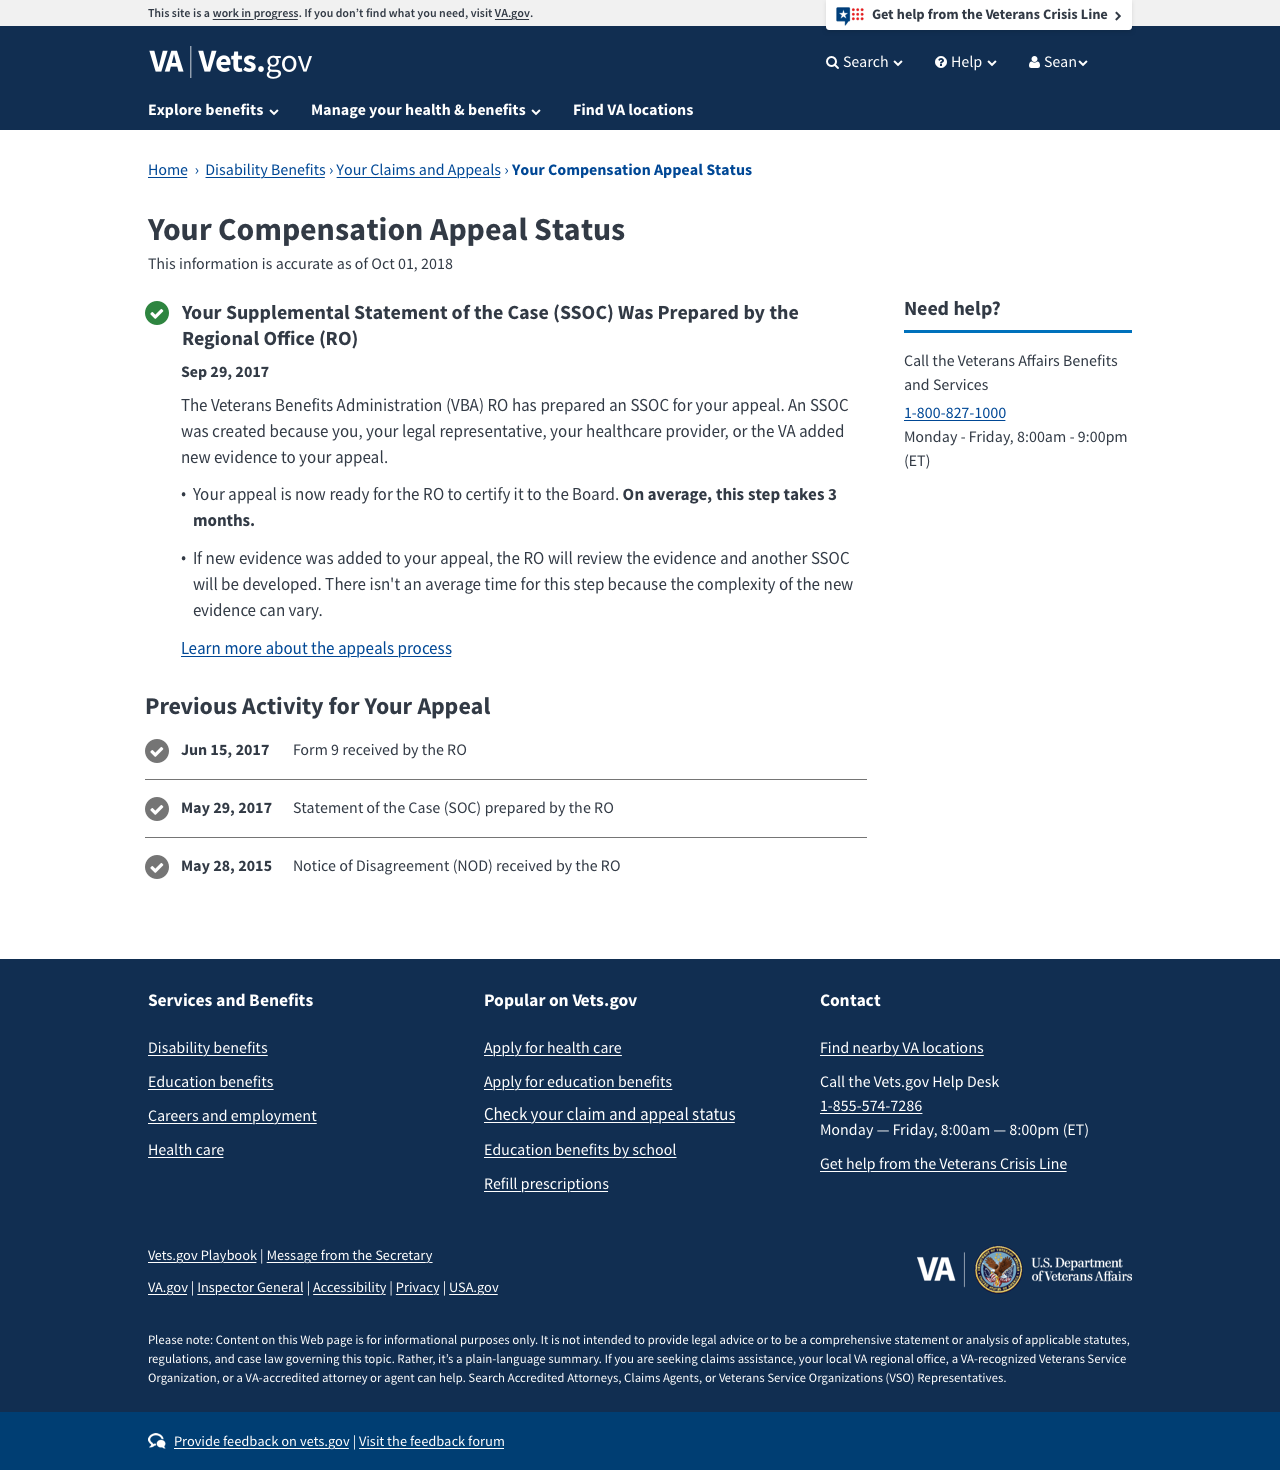 This site is a work in progress. If you don’t find what you need, visit VA.gov.
Get help from the Veterans Crisis Line
VA | Vets.gov
Search
Help
Sean
Explore benefits
Manage your health & benefits
Find VA locations
Home › Disability Benefits › Your Claims and Appeals › Your Compensation Appeal Status
Your Compensation Appeal Status
This information is accurate as of Oct 01, 2018
Your Supplemental Statement of the Case (SSOC) Was Prepared by the
Regional Office (RO)
Sep 29, 2017
The Veterans Benefits Administration (VBA) RO has prepared an SSOC for your appeal. An SSOC
was created because you, your legal representative, your healthcare provider, or the VA added
new evidence to your appeal.
• Your appeal is now ready for the RO to certify it to the Board. On average, this step takes 3
months.
• If new evidence was added to your appeal, the RO will review the evidence and another SSOC
will be developed. There isn't an average time for this step because the complexity of the new
evidence can vary.
Learn more about the appeals process
Need help?
Call the Veterans Affairs Benefits
and Services
1-800-827-1000
Monday - Friday, 8:00am - 9:00pm
(ET)
Previous Activity for Your Appeal
Jun 15, 2017 Form 9 received by the RO
May 29, 2017 Statement of the Case (SOC) prepared by the RO
May 28, 2015 Notice of Disagreement (NOD) received by the RO
Services and Benefits
Disability benefits
Education benefits
Careers and employment
Health care
Popular on Vets.gov
Apply for health care
Apply for education benefits
Check your claim and appeal status
Education benefits by school
Refill prescriptions
Contact
Find nearby VA locations
Call the Vets.gov Help Desk
1-855-574-7286
Monday — Friday, 8:00am — 8:00pm (ET)
Get help from the Veterans Crisis Line
Vets.gov Playbook | Message from the Secretary
VA.gov | Inspector General | Accessibility | Privacy | USA.gov
VA
U.S. Department
of Veterans Affairs
Please note: Content on this Web page is for informational purposes only. It is not intended to provide legal advice or to be a comprehensive statement or analysis of applicable statutes,
regulations, and case law governing this topic. Rather, it’s a plain-language summary. If you are seeking claims assistance, your local VA regional office, a VA-recognized Veterans Service
Organization, or a VA-accredited attorney or agent can help. Search Accredited Attorneys, Claims Agents, or Veterans Service Organizations (VSO) Representatives.
Provide feedback on vets.gov | Visit the feedback forum